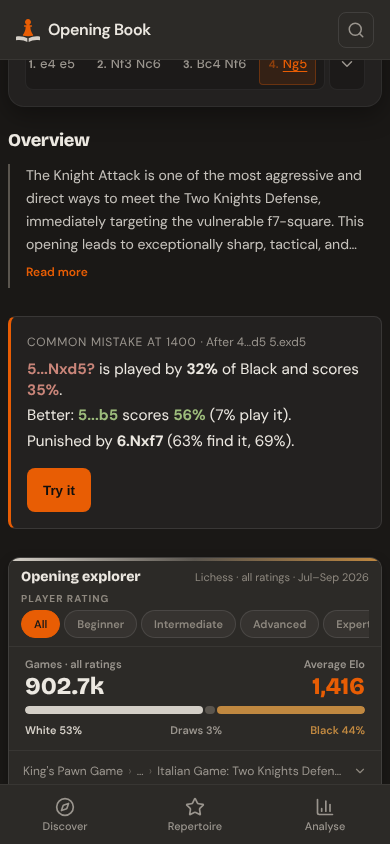 Opening Book
1. e4 e5 2. Nf3 Nc6 3. Bc4 Nf6 4. Ng5
Overview
The Knight Attack is one of the most aggressive and
direct ways to meet the Two Knights Defense,
immediately targeting the vulnerable f7-square. This
opening leads to exceptionally sharp, tactical, and…
Read more
COMMON MISTAKE AT 1400 · After 4…d5 5.exd5
5...Nxd5? is played by 32% of Black and scores
35%.
Better: 5...b5 scores 56% (7% play it).
Punished by 6.Nxf7 (63% find it, 69%).
Try it
Opening explorer Lichess · all ratings · Jul–Sep 2026
PLAYER RATING
All Beginner Intermediate Advanced Expert
Games · all ratings Average Elo
902.7k 1,416
White 53% Draws 3% Black 44%
King's Pawn Game › … › Italian Game: Two Knights Defen…
Discover Repertoire Analyse